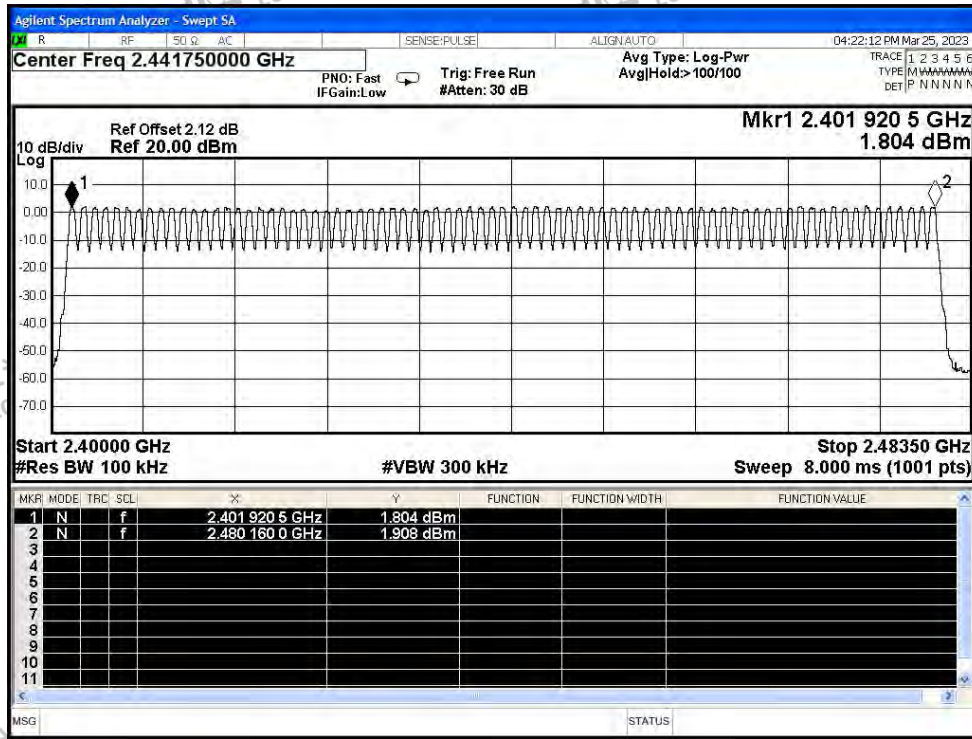 Agilent Spectrum Analyzer - Swept SA
R RF 50 Ω AC SENSE:PULSE ALIGN AUTO 04:22:12 PM Mar 25, 2023
Center Freq 2.441750000 GHz
PNO: Fast
IFGain:Low
Trig: Free Run
#Atten: 30 dB
Avg Type: Log-Pwr
Avg|Hold:>100/100
TRACE 1 2 3 4 5 6
TYPE M
DET P N N N N N
Mkr1 2.401 920 5 GHz
1.804 dBm
Ref Offset 2.12 dB
10 dB/div Ref 20.00 dBm
Log
10.0
0.00
-10.0
-20.0
-30.0
-40.0
-50.0
-60.0
-70.0
1
2
Start 2.40000 GHz Stop 2.48350 GHz
#Res BW 100 kHz #VBW 300 kHz Sweep 8.000 ms (1001 pts)
MKR MODE TRC SCL X Y FUNCTION FUNCTION WIDTH FUNCTION VALUE
1 N f 2.401 920 5 GHz 1.804 dBm
2 N f 2.480 160 0 GHz 1.908 dBm
3
4
5
6
7
8
9
10
11
MSG STATUS